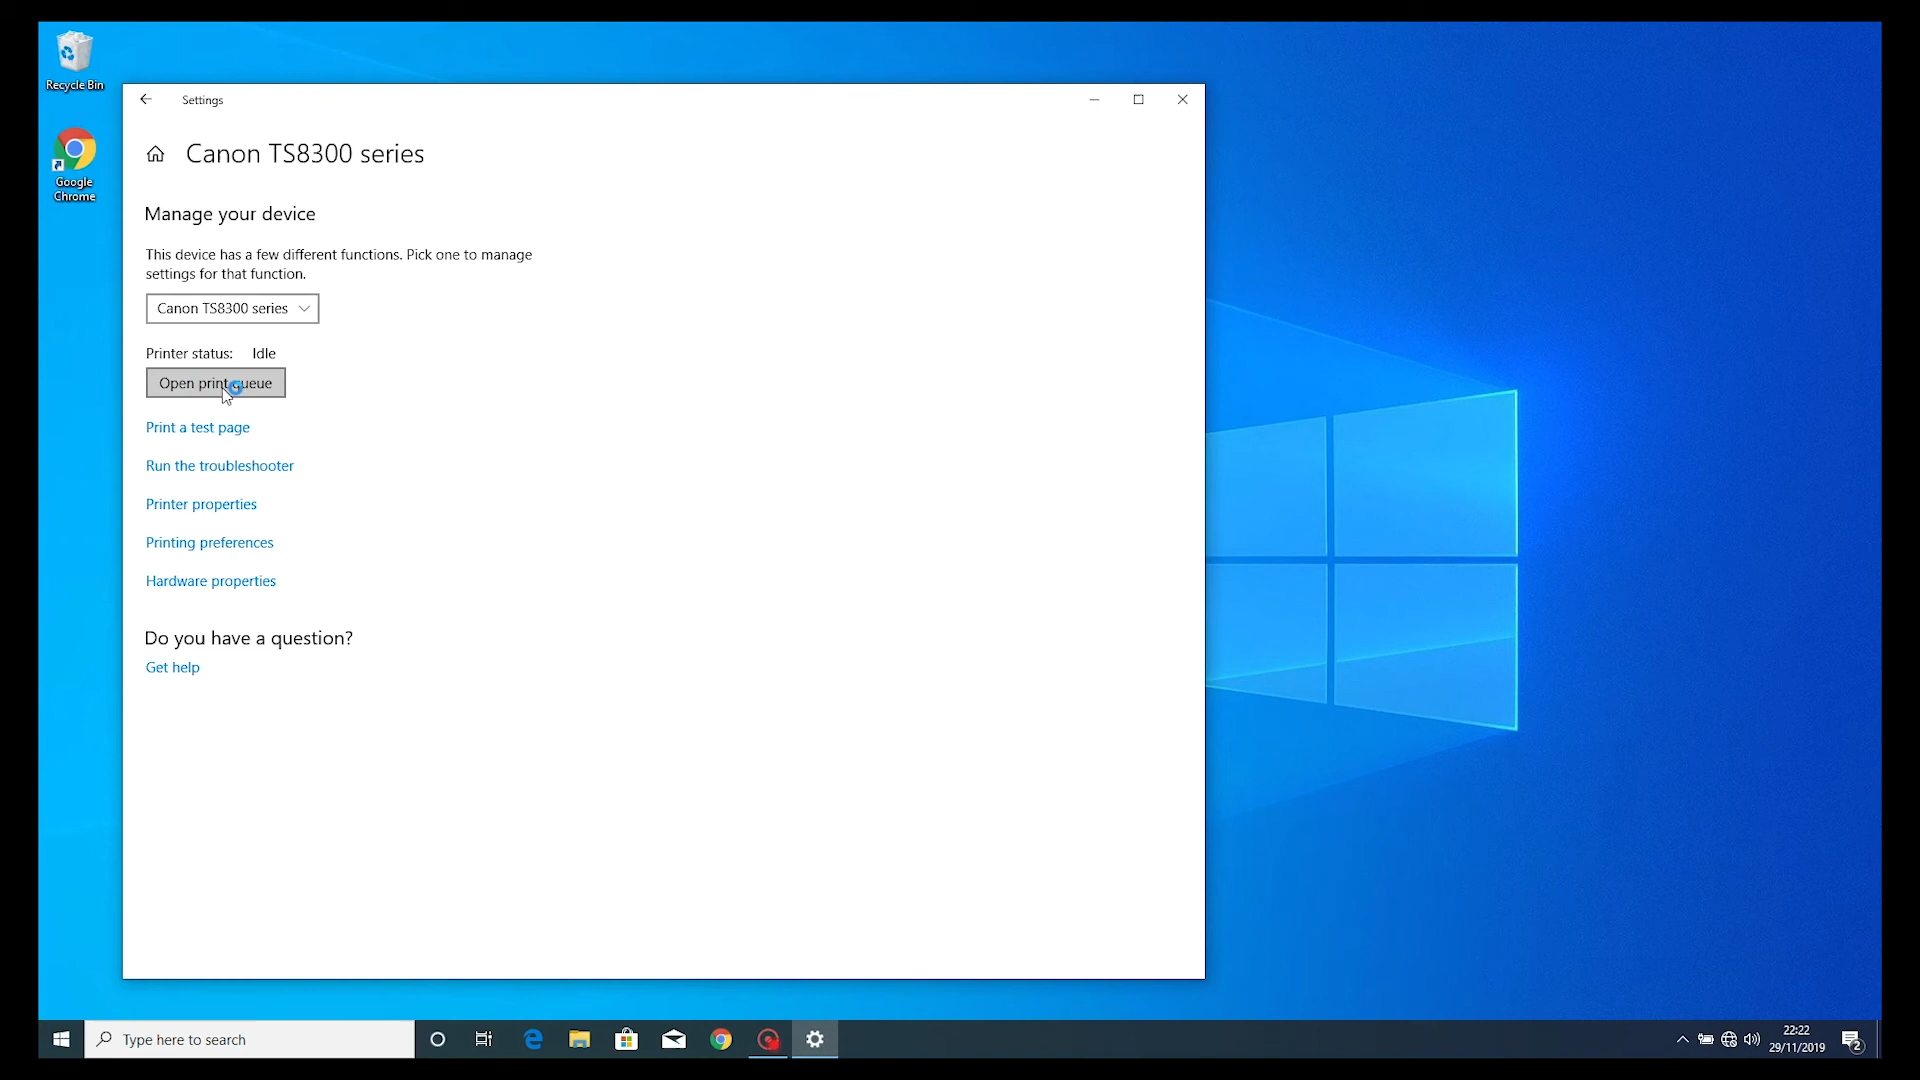 Recycle Bin
Google
Chrome
Settings
Canon TS8300 series
Manage your device
This device has a few different functions. Pick one to manage
settings for that function.
Canon TS8300 series
Printer status: Idle
Open print queue
Print a test page
Run the troubleshooter
Printer properties
Printing preferences
Hardware properties
Do you have a question?
Get help
Type here to search
22:22
29/11/2019
2